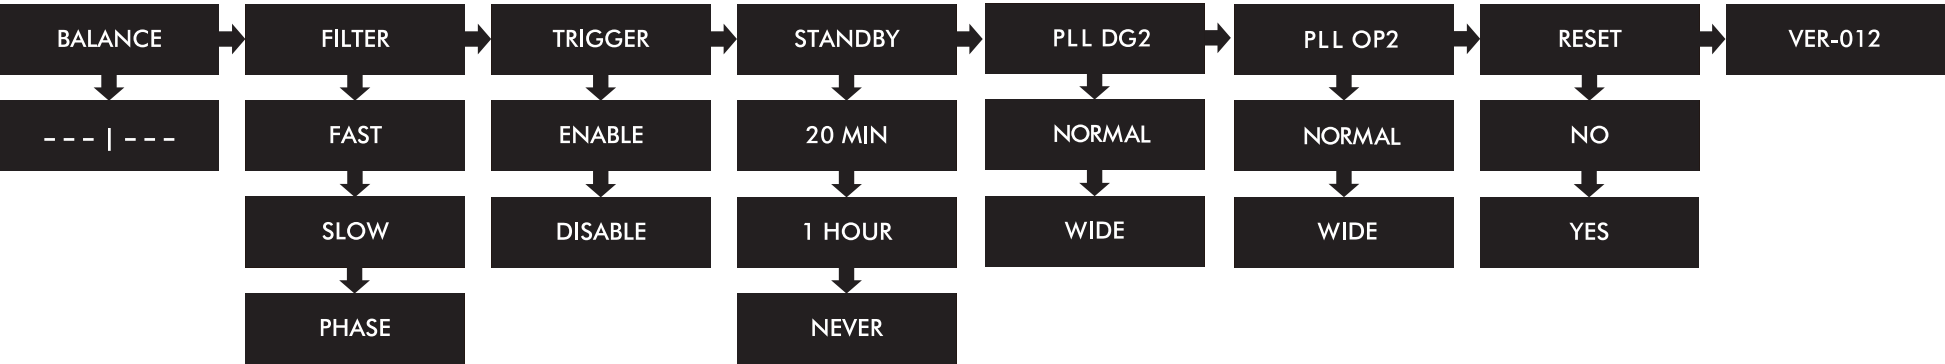 BALANCE
FILTER
TRIGGER
STANDBY
PLL DG2
PLL OP2
RESET
VER-012
– – – | – – –
FAST
ENABLE
20 MIN
NORMAL
NORMAL
NO
SLOW
DISABLE
1 HOUR
WIDE
WIDE
YES
PHASE
NEVER